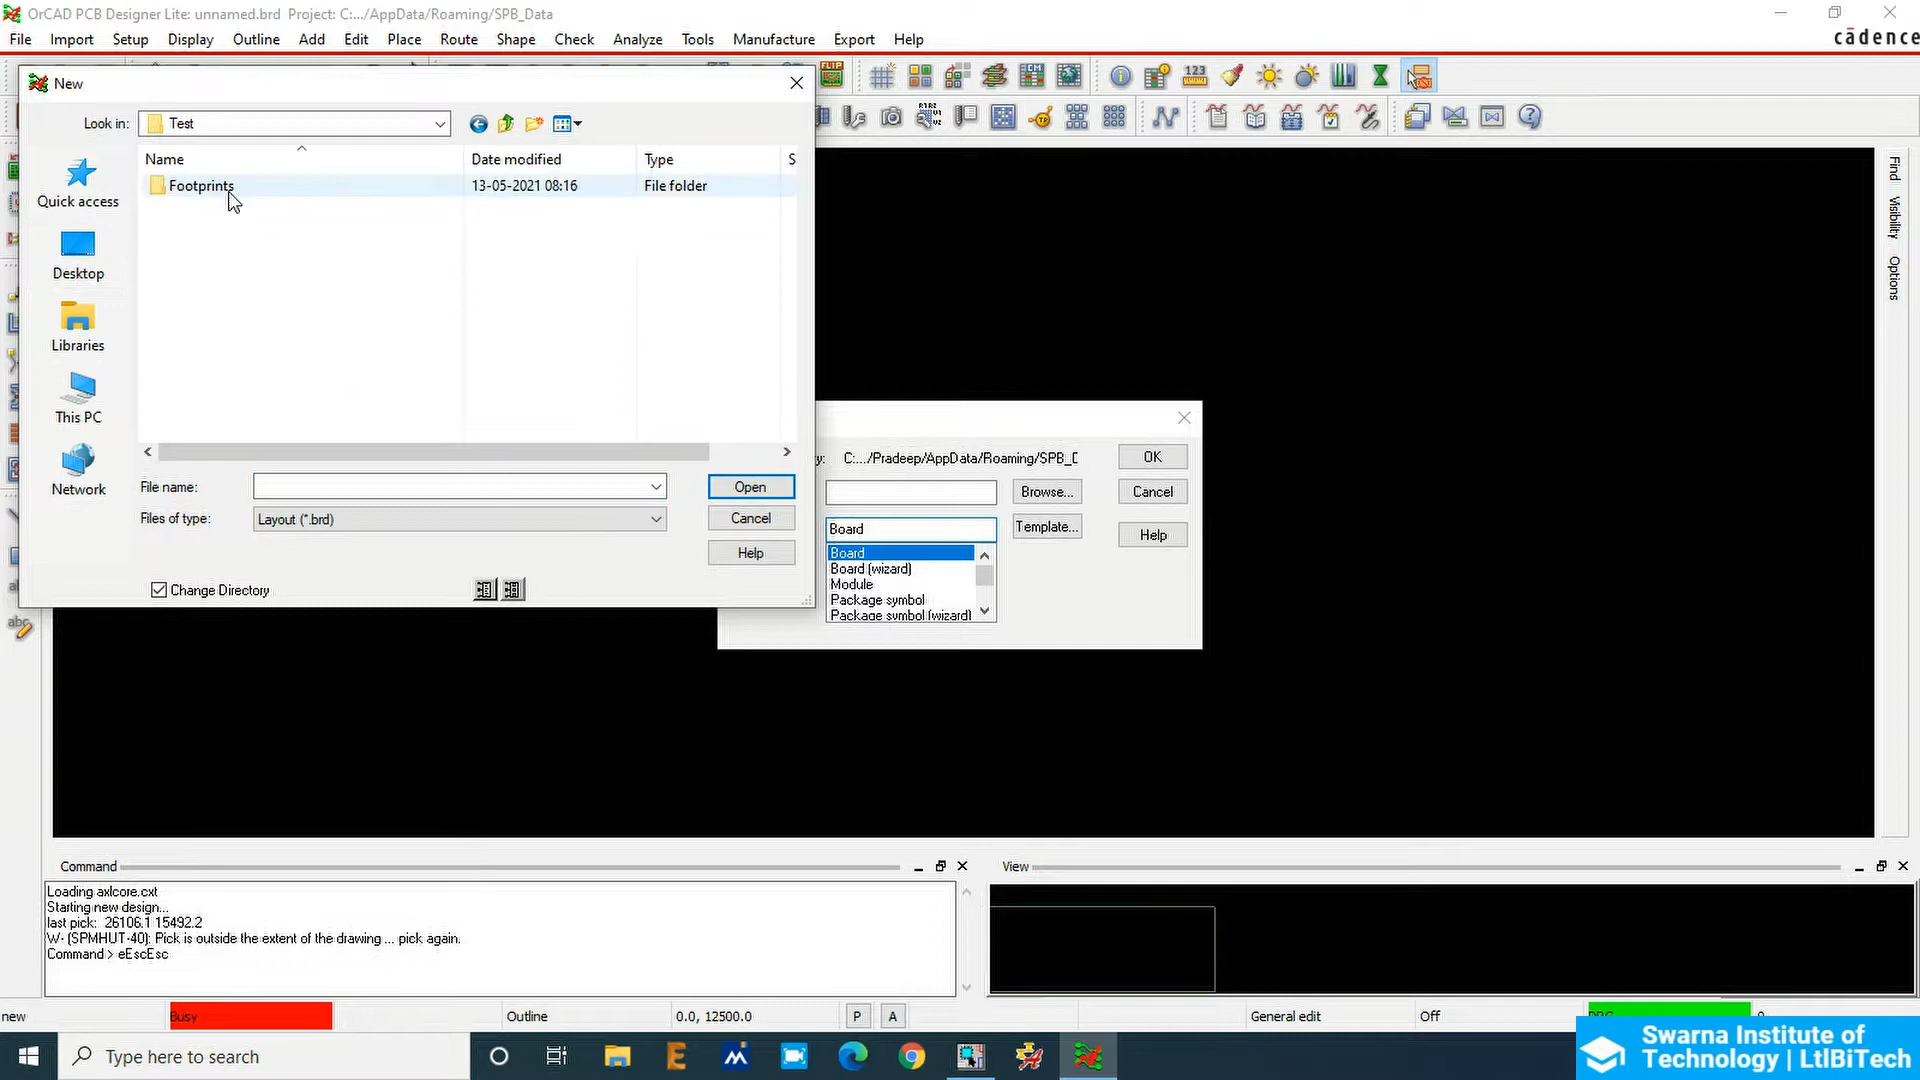 OrCAD PCB Designer Lite: unnamed.brd  Project: C:.../AppData/Roaming/SPB_Data
File Import Setup Display Outline Add Edit Place Route Shape Check Analyze Tools Manufacture Export Help
cādence
New
Look in: Test
Name Date modified Type S
Footprints 13-05-2021 08:16 File folder
Quick access
Desktop
Libraries
This PC
Network
File name: Open
Files of type: Layout (*.brd) Cancel
Help
Change Directory
y: C:.../Pradeep/AppData/Roaming/SPB_D OK
Browse... Cancel
Board Template... Help
Board
Board (wizard)
Module
Package symbol
Package symbol (wizard)
Find
Visibility
Options
Command
Loading axlcore.cxt
Starting new design...
last pick:  26106.1 15492.2
W- (SPMHUT-40): Pick is outside the extent of the drawing ... pick again.
Command > eEscEsc
View
new Busy Outline 0.0, 12500.0 P A General edit Off
Type here to search
Swarna Institute of
Technology | LtlBiTech